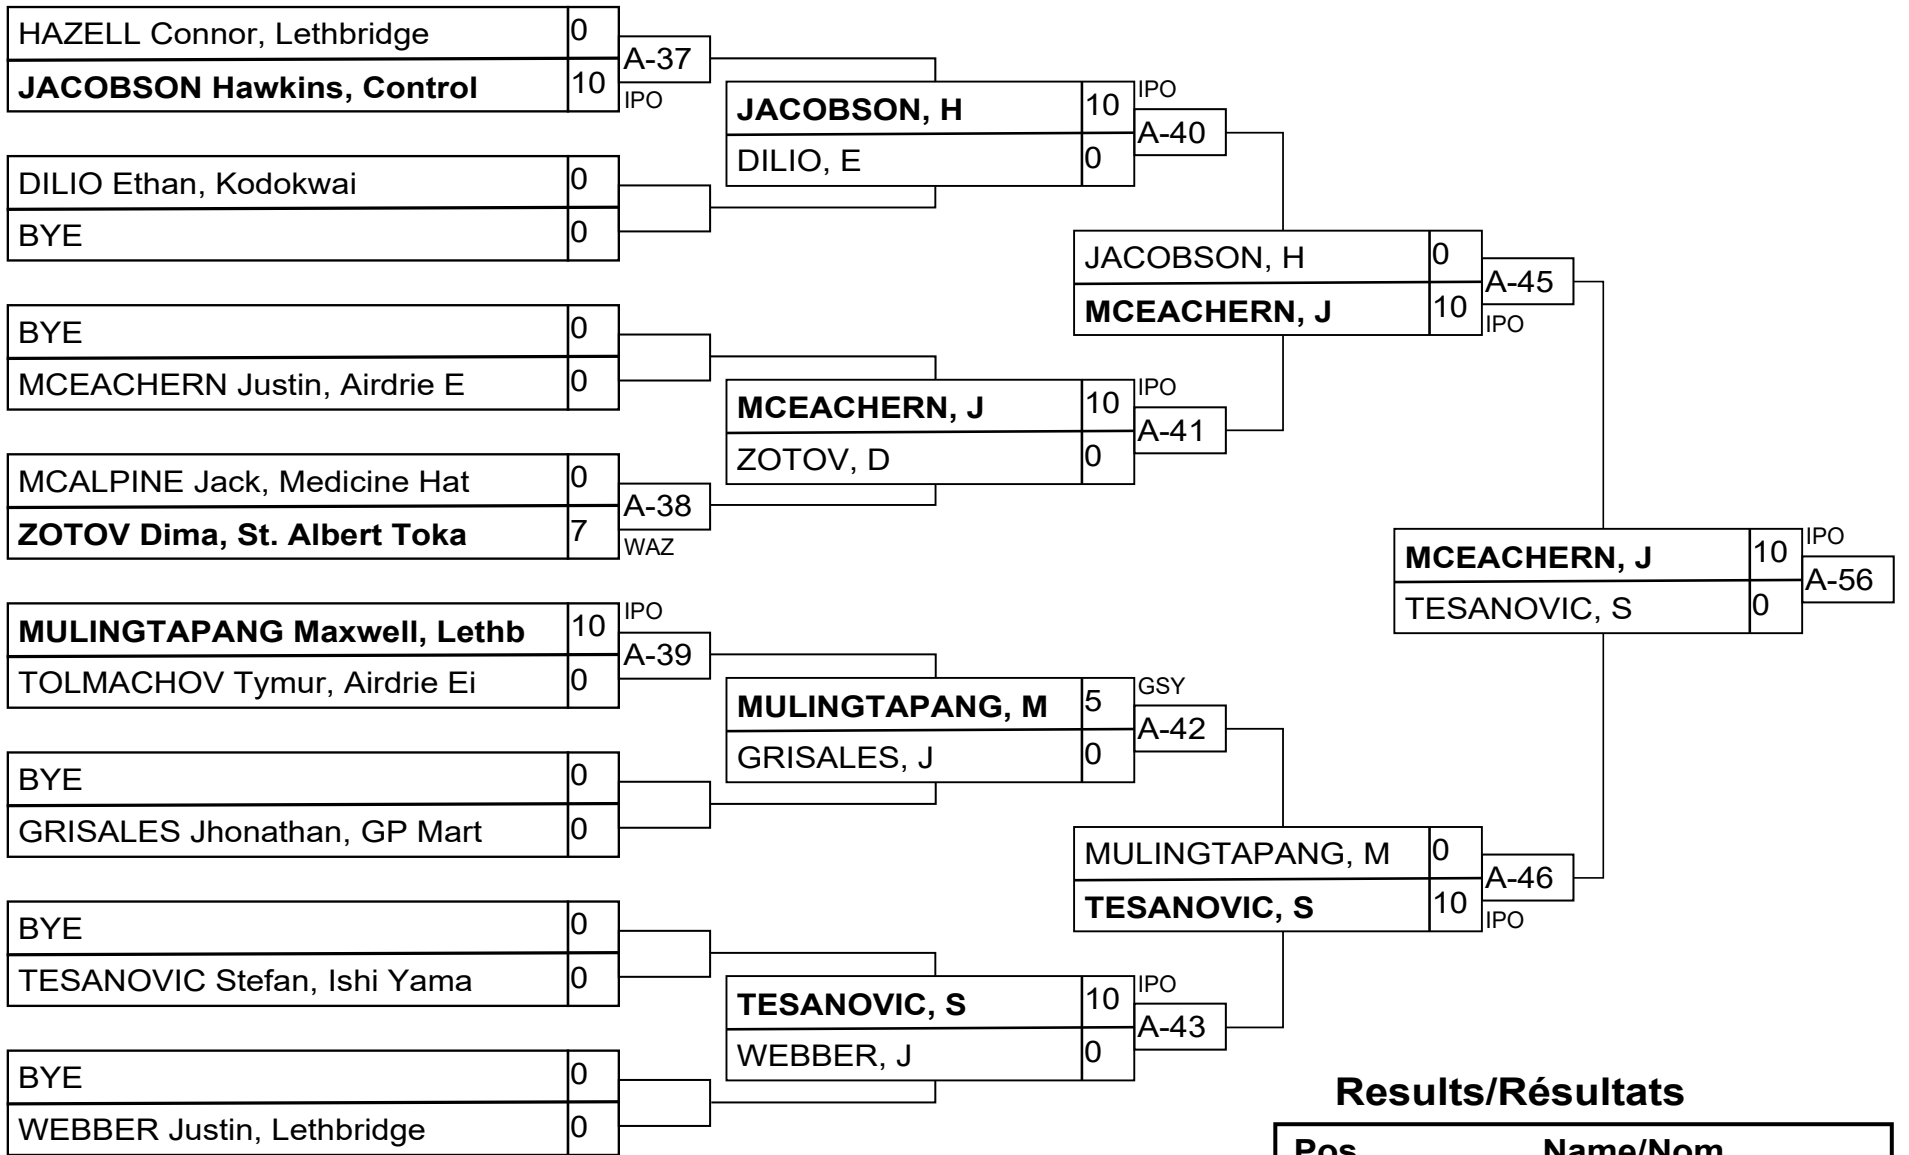 HAZELL Connor, Lethbridge 0
JACOBSON Hawkins, Control 10
A-37
IPO
DILIO Ethan, Kodokwai 0
BYE 0
BYE 0
MCEACHERN Justin, Airdrie E 0
MCALPINE Jack, Medicine Hat 0
ZOTOV Dima, St. Albert Toka 7
A-38
WAZ
MULINGTAPANG Maxwell, Lethb 10
TOLMACHOV Tymur, Airdrie Ei 0
IPO
A-39
BYE 0
GRISALES Jhonathan, GP Mart 0
BYE 0
TESANOVIC Stefan, Ishi Yama 0
BYE 0
WEBBER Justin, Lethbridge 0
JACOBSON, H 10
DILIO, E 0
IPO
A-40
MCEACHERN, J 10
ZOTOV, D 0
IPO
A-41
MULINGTAPANG, M 5
GRISALES, J 0
GSY
A-42
TESANOVIC, S 10
WEBBER, J 0
IPO
A-43
JACOBSON, H 0
MCEACHERN, J 10
A-45
IPO
MULINGTAPANG, M 0
TESANOVIC, S 10
A-46
IPO
MCEACHERN, J 10
TESANOVIC, S 0
IPO
A-56
Results/Résultats
Pos Name/Nom